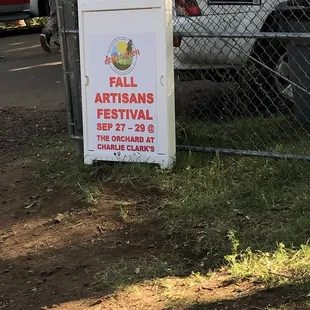 FALL
ARTISANS
FESTIVAL
SEP 27 - 29 @
THE ORCHARD AT
CHARLIE CLARK'S